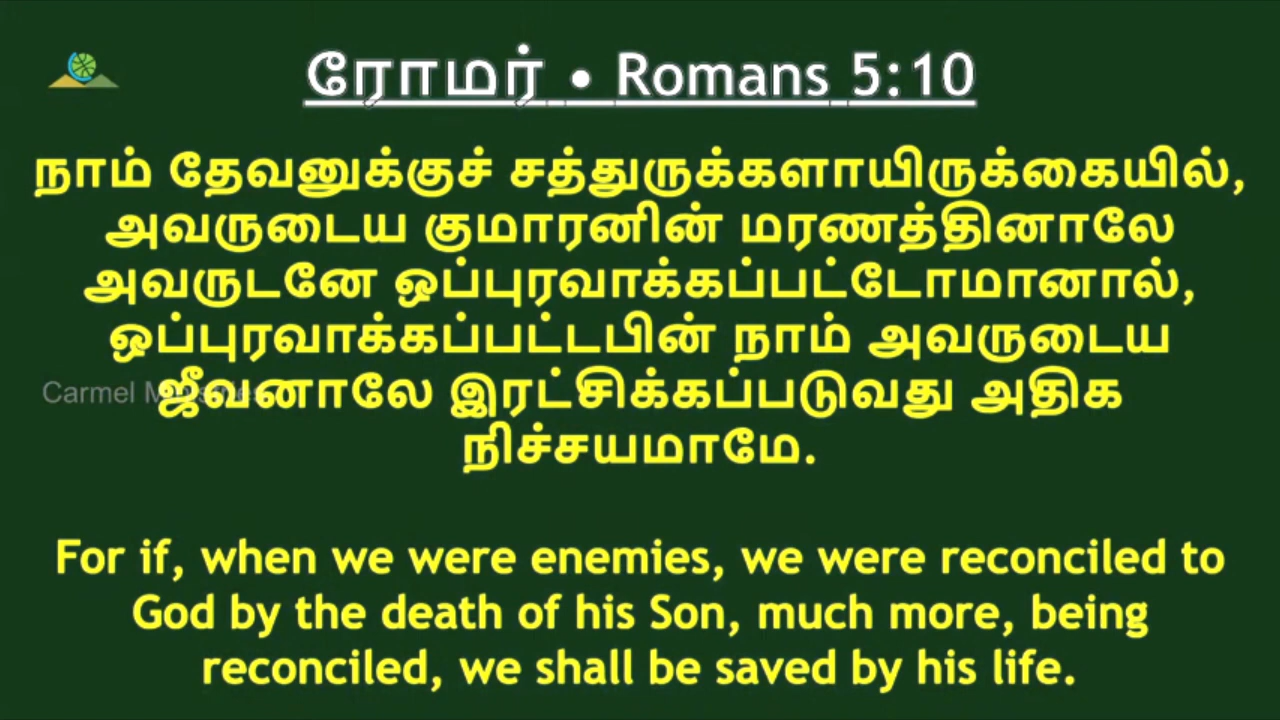 ரோமர் • Romans 5:10
நாம் தேவனுக்குச் சத்துருக்களாயிருக்கையில்,
அவருடைய குமாரனின் மரணத்தினாலே
அவருடனே ஒப்புரவாக்கப்பட்டோமானால்,
ஒப்புரவாக்கப்பட்டபின் நாம் அவருடைய
ஜீவனாலே இரட்சிக்கப்படுவது அதிக
நிச்சயமாமே.
Carmel Ministries
For if, when we were enemies, we were reconciled to
God by the death of his Son, much more, being
reconciled, we shall be saved by his life.